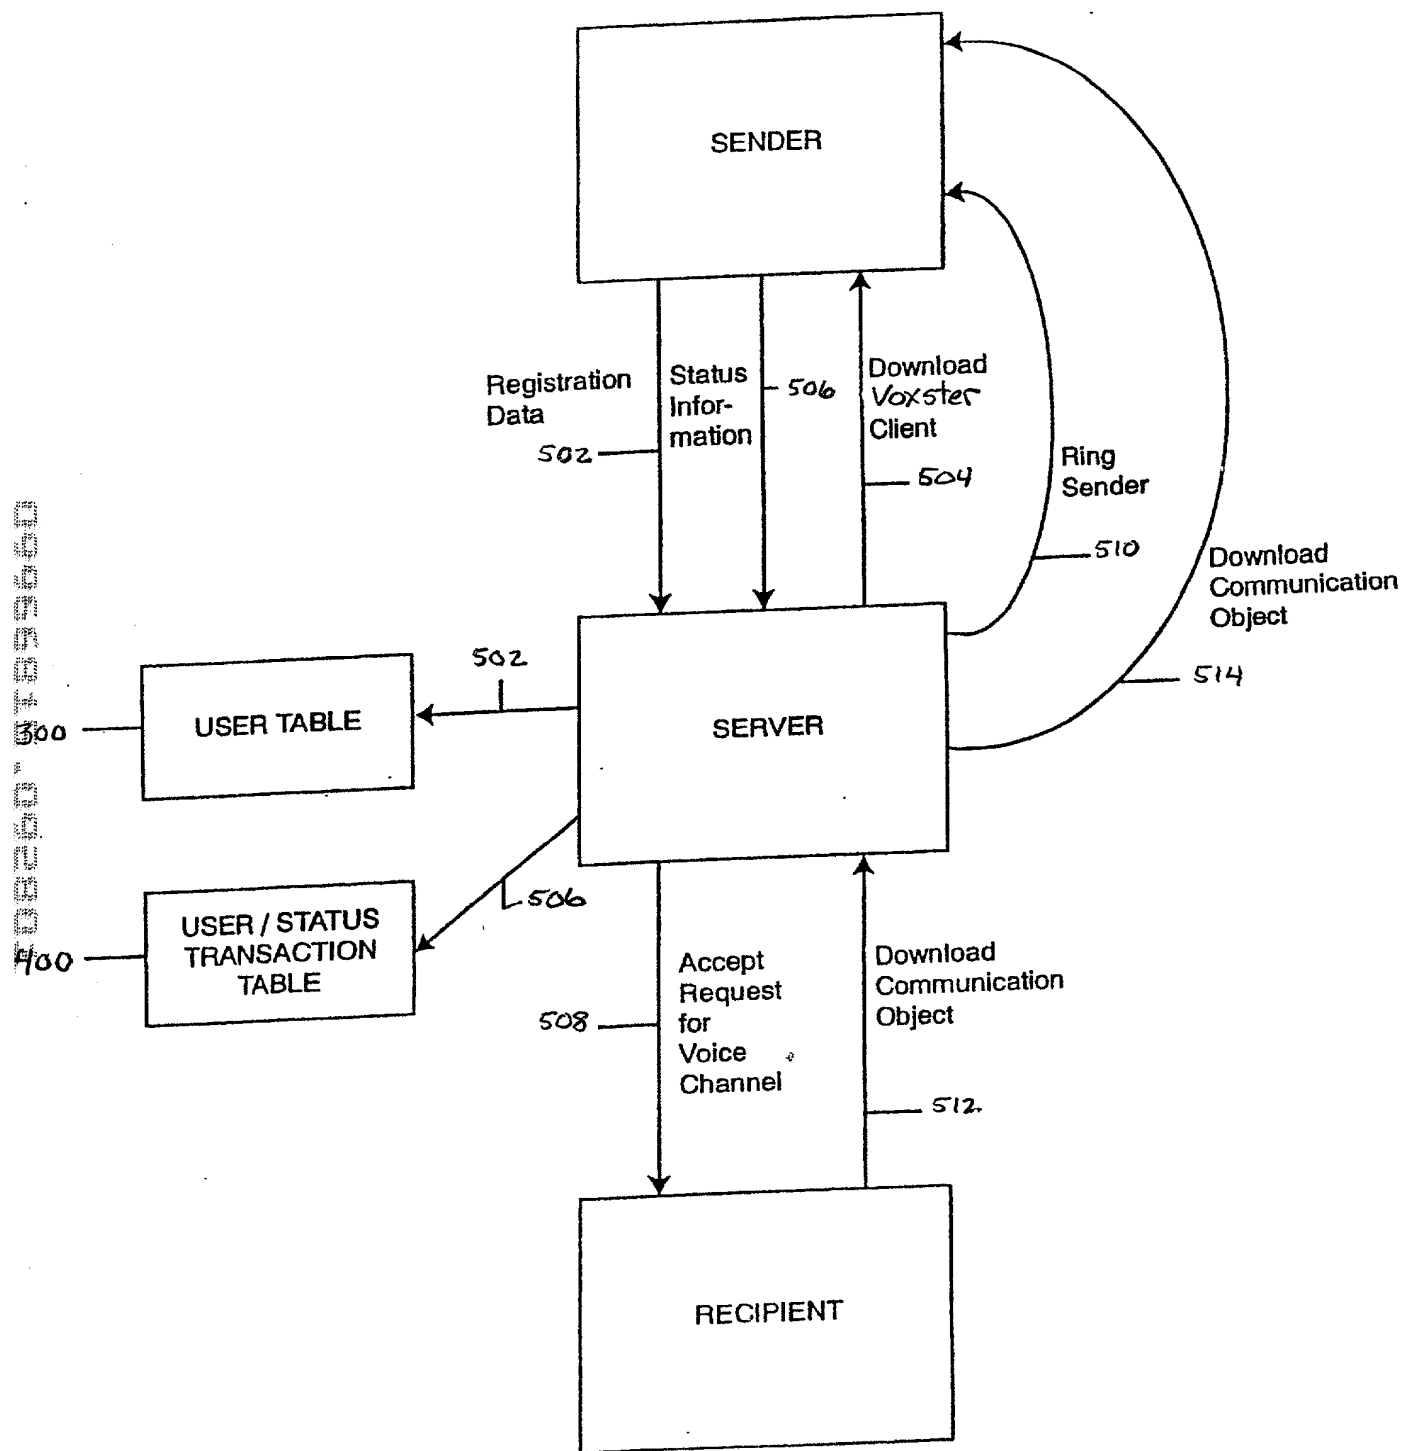 SENDER
Registration
Data
502
Status
Infor-
mation
506
Download
Voxster
Client
504
Ring
Sender
510
Download
Communication
Object
514
502
300
USER TABLE
SERVER
506
400
USER / STATUS
TRANSACTION
TABLE
508
Accept
Request
for
Voice
Channel
Download
Communication
Object
512
RECIPIENT